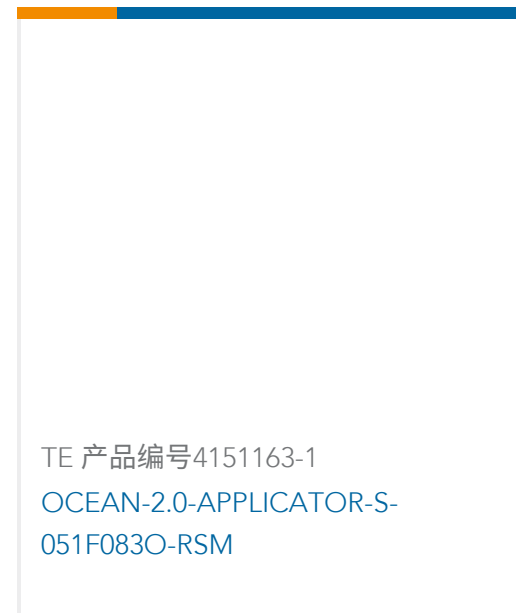 TE 产品编号4151163-1
OCEAN-2.0-APPLICATOR-S-
051F083O-RSM